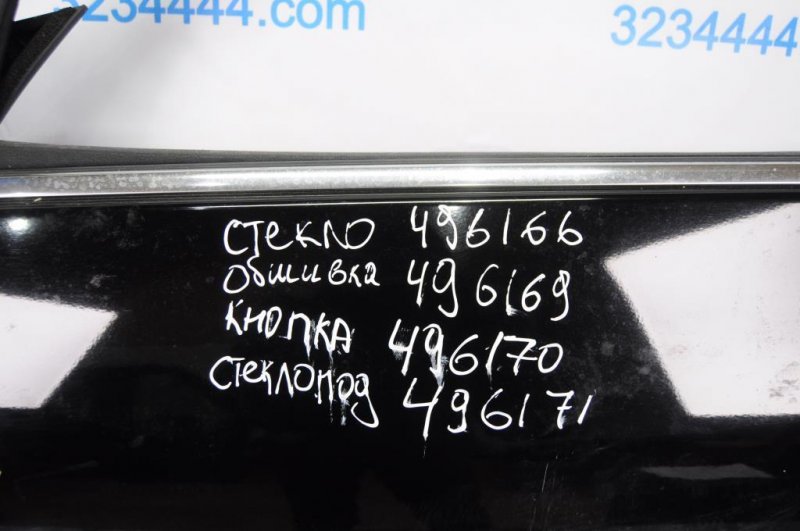 3234444.com
3234444
стекло 496166
обшивка 496169
кнопка 496170
стеклопод 496171